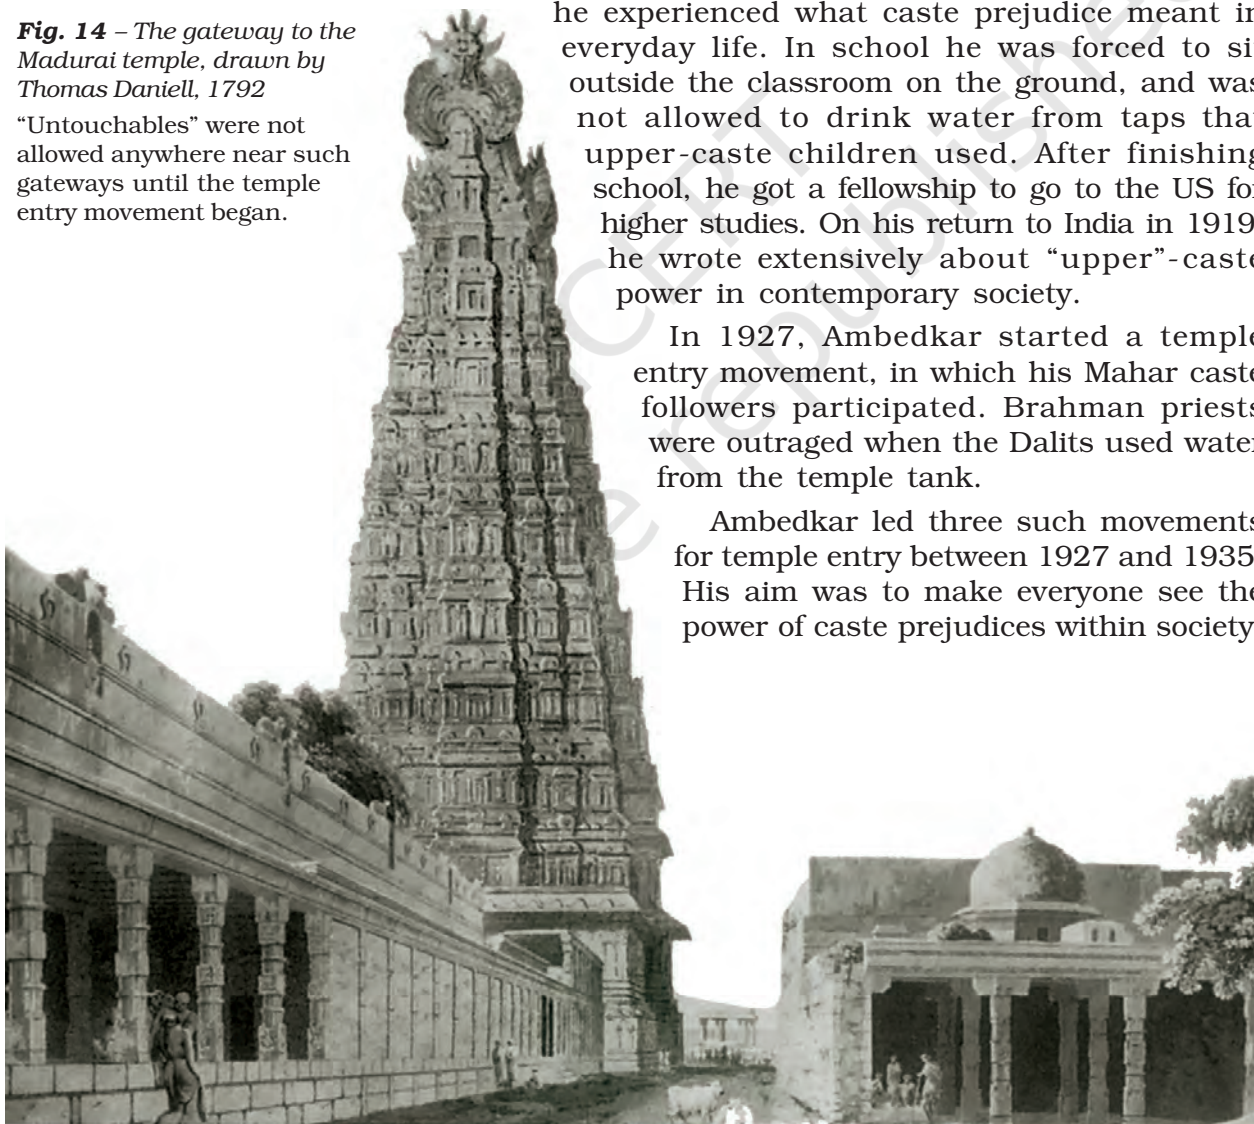 Fig. 14 – The gateway to the
Madurai temple, drawn by
Thomas Daniell, 1792
“Untouchables” were not
allowed anywhere near such
gateways until the temple
entry movement began.
he experienced what caste prejudice meant in
everyday life. In school he was forced to si
outside the classroom on the ground, and was
not allowed to drink water from taps tha
upper-caste children used. After finishing
school, he got a fellowship to go to the US fo
higher studies. On his return to India in 1919
he wrote extensively about “upper”-caste
power in contemporary society.
In 1927, Ambedkar started a temple
entry movement, in which his Mahar caste
followers participated. Brahman priests
were outraged when the Dalits used water
from the temple tank.
Ambedkar led three such movements
for temple entry between 1927 and 1935
His aim was to make everyone see the
power of caste prejudices within society
NCERT
republished